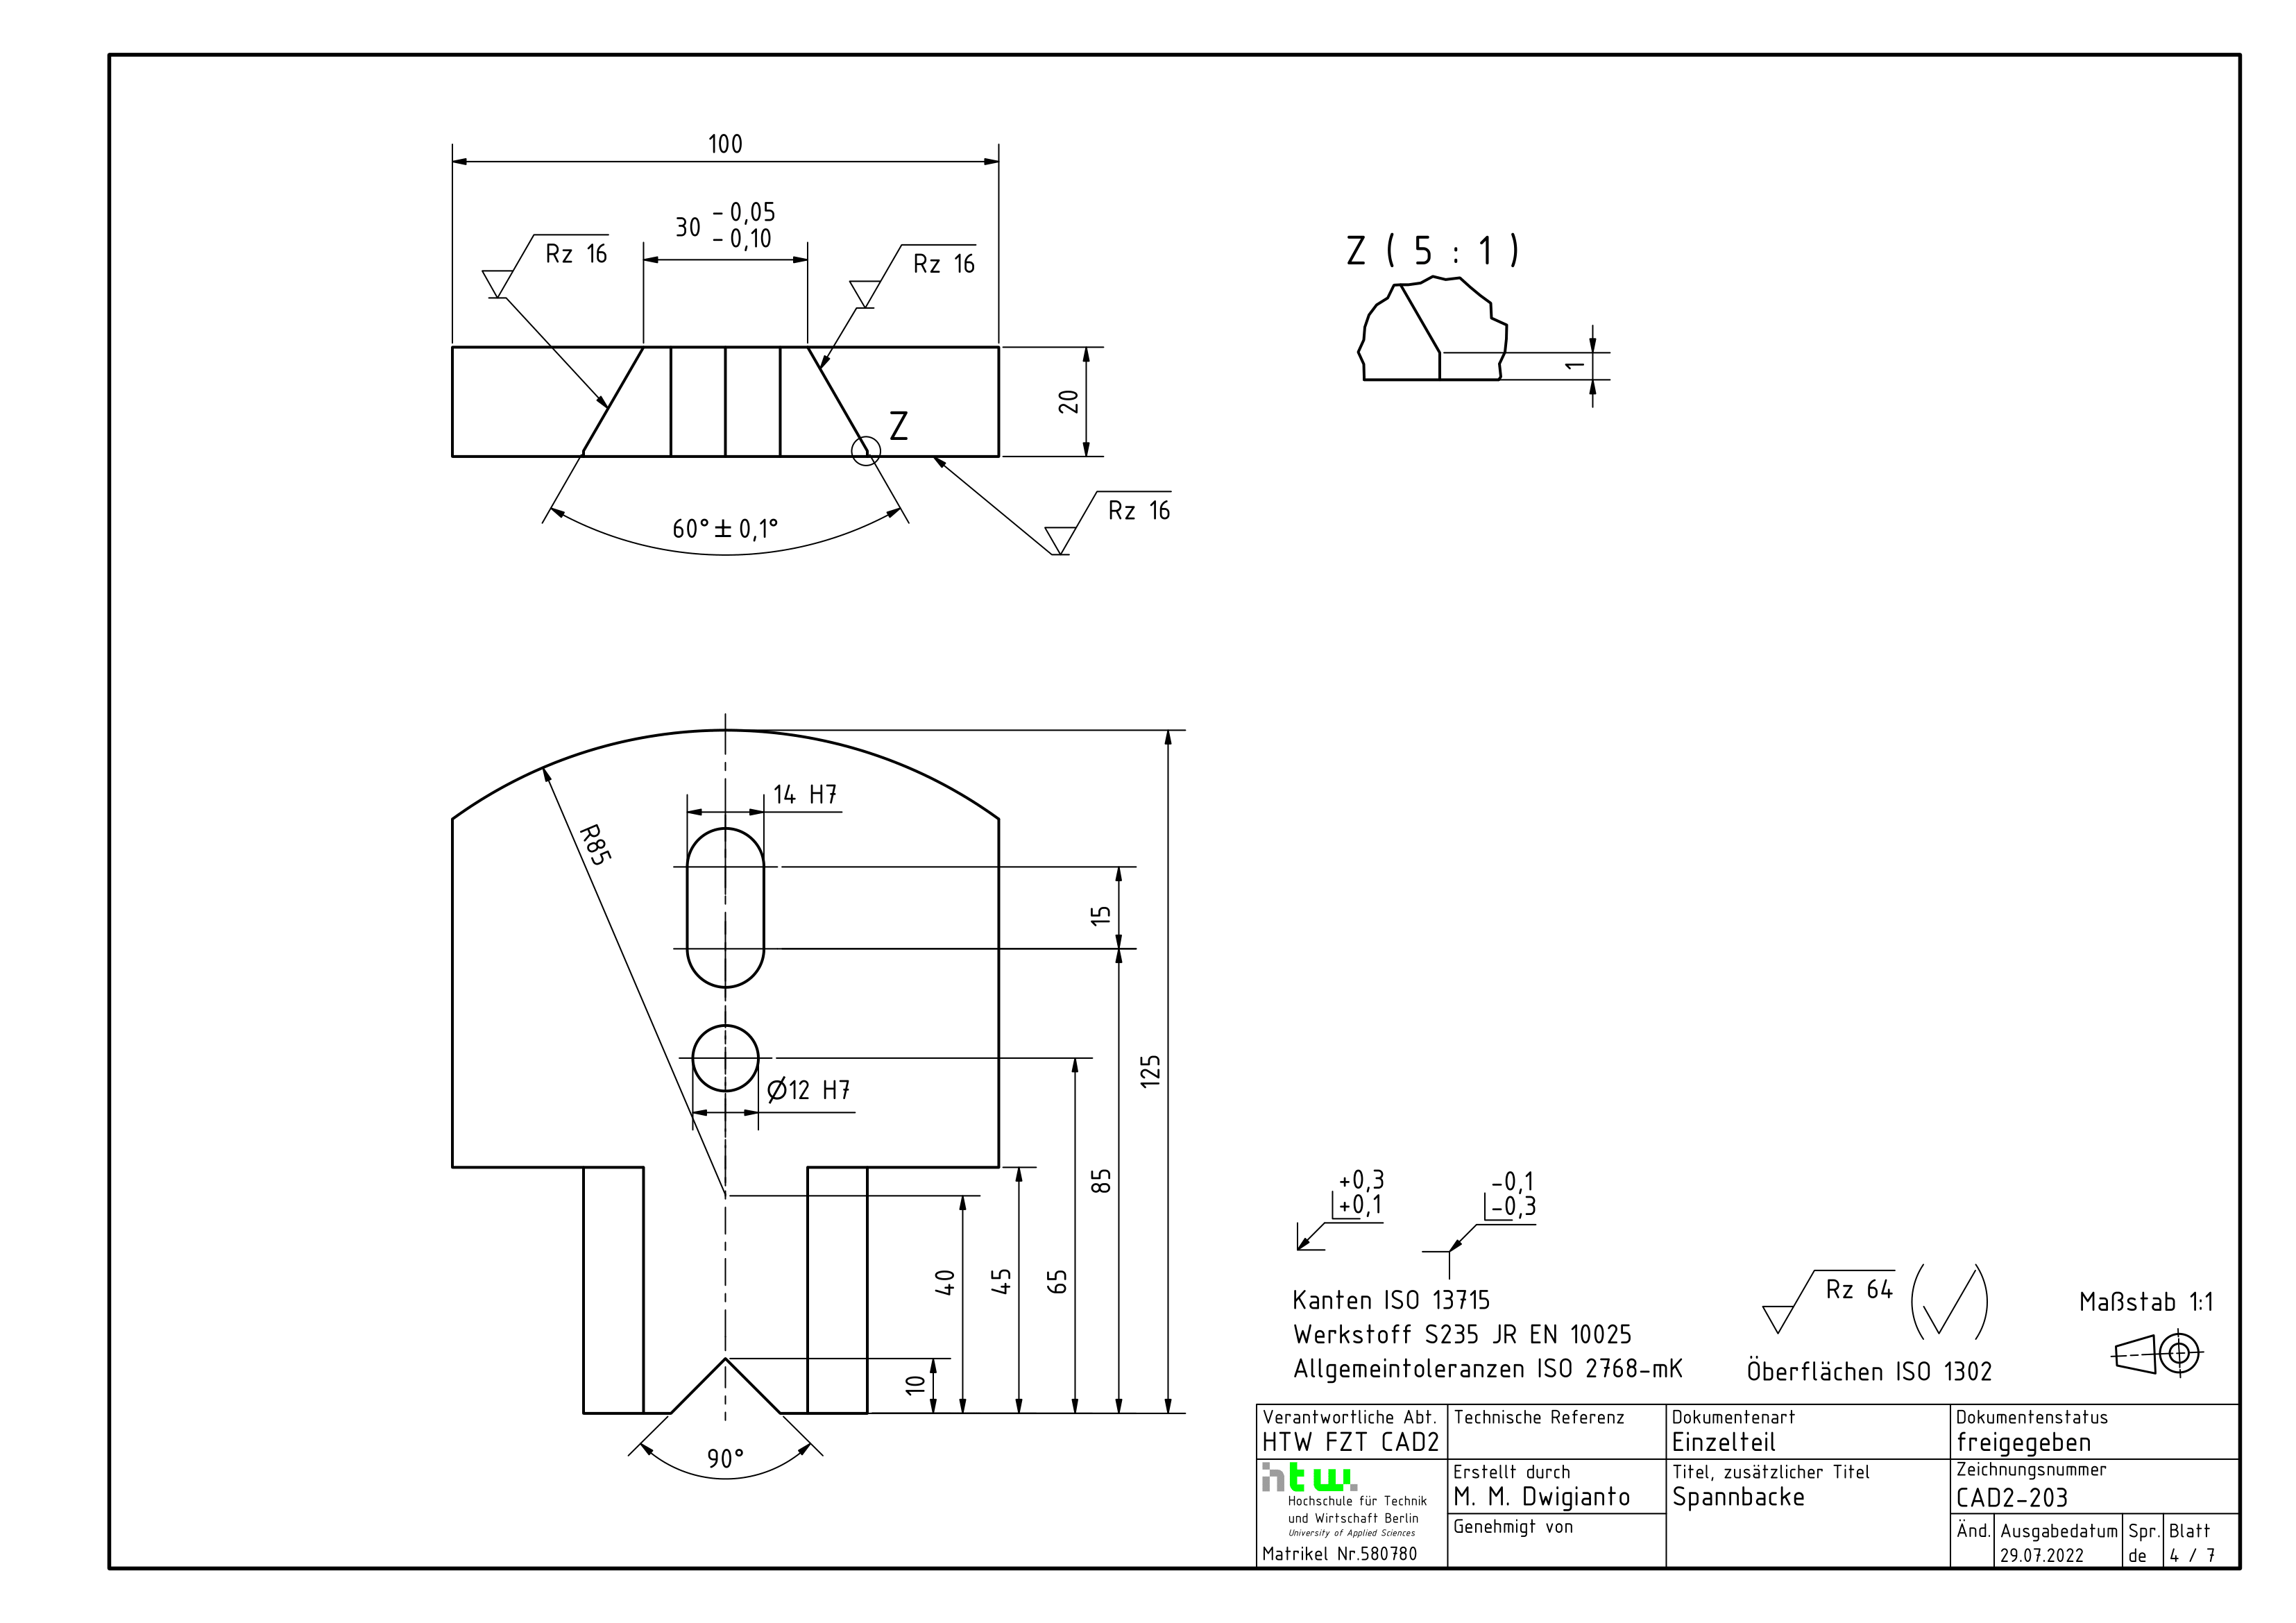 100
30 - 0,05
- 0,10
Rz 16
Rz 16
Z ( 5 : 1 )
1
20
Z
Rz 16
60°± 0,1°
14 H7
R85
15
125
Ø12 H7
85
40
45
65
10
90°
+0,3
+0,1
-0,1
-0,3
Kanten ISO 13715
Werkstoff S235 JR EN 10025
Allgemeintoleranzen ISO 2768-mK
Rz 64
Öberflächen ISO 1302
Maßstab 1:1
Verantwortliche Abt.
HTW FZT CAD2
Technische Referenz
Dokumentenart
Einzelteil
Dokumentenstatus
freigegeben
htw.
Hochschule für Technik
und Wirtschaft Berlin
University of Applied Sciences
Matrikel Nr.580780
Erstellt durch
M. M. Dwigianto
Genehmigt von
Titel, zusätzlicher Titel
Spannbacke
Zeichnungsnummer
CAD2-203
Änd.
Ausgabedatum
29.07.2022
Spr.
de
Blatt
4 / 7